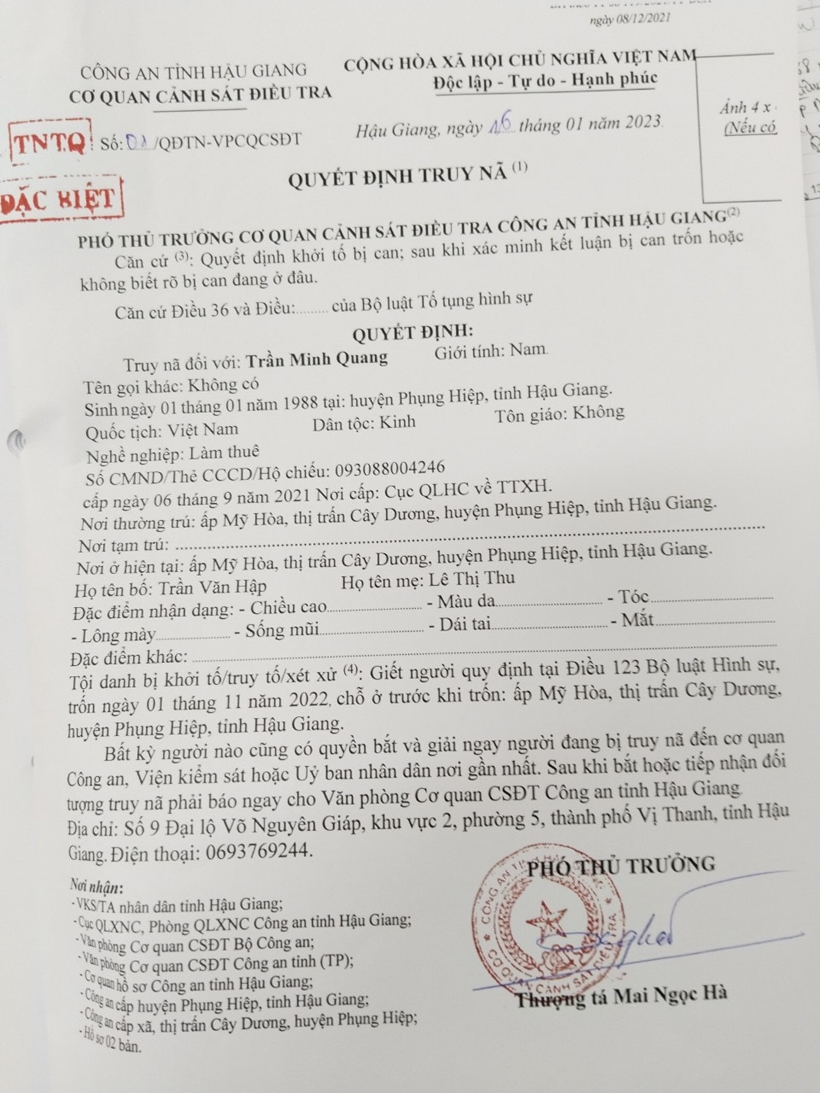 ngày 08/12/2021
CÔNG AN TỈNH HẬU GIANG
CƠ QUAN CẢNH SÁT ĐIỀU TRA
CỘNG HÒA XÃ HỘI CHỦ NGHĨA VIỆT NAM
Độc lập - Tự do - Hạnh phúc
TNTQ
Số: 01/QĐTN-VPCQCSĐT
Hậu Giang, ngày 16 tháng 01 năm 2023
Ảnh 4 x
(Nếu có
ĐẶC BIỆT
QUYẾT ĐỊNH TRUY NÃ (1)
PHÓ THỦ TRƯỞNG CƠ QUAN CẢNH SÁT ĐIỀU TRA CÔNG AN TỈNH HẬU GIANG(2)
Căn cứ (3): Quyết định khởi tố bị can; sau khi xác minh kết luận bị can trốn hoặc
không biết rõ bị can đang ở đâu.
Căn cứ Điều 36 và Điều:........ của Bộ luật Tố tụng hình sự
QUYẾT ĐỊNH:
Truy nã đối với: Trần Minh Quang Giới tính: Nam
Tên gọi khác: Không có
Sinh ngày 01 tháng 01 năm 1988 tại: huyện Phụng Hiệp, tỉnh Hậu Giang.
Quốc tịch: Việt Nam Dân tộc: Kinh Tôn giáo: Không
Nghề nghiệp: Làm thuê
Số CMND/Thẻ CCCD/Hộ chiếu: 093088004246
cấp ngày 06 tháng 9 năm 2021 Nơi cấp: Cục QLHC về TTXH.
Nơi thường trú: ấp Mỹ Hòa, thị trấn Cây Dương, huyện Phụng Hiệp, tỉnh Hậu Giang.
Nơi tạm trú: ........
Nơi ở hiện tại: ấp Mỹ Hòa, thị trấn Cây Dương, huyện Phụng Hiệp, tỉnh Hậu Giang.
Họ tên bố: Trần Văn Hập Họ tên mẹ: Lê Thị Thu
Đặc điểm nhận dạng: - Chiều cao........ - Màu da........ - Tóc........
- Lông mày........ - Sống mũi........ - Dái tai........ - Mắt........
Đặc điểm khác: ........
Tội danh bị khởi tố/truy tố/xét xử (4): Giết người quy định tại Điều 123 Bộ luật Hình sự,
trốn ngày 01 tháng 11 năm 2022, chỗ ở trước khi trốn: ấp Mỹ Hòa, thị trấn Cây Dương,
huyện Phụng Hiệp, tỉnh Hậu Giang.
Bất kỳ người nào cũng có quyền bắt và giải ngay người đang bị truy nã đến cơ quan
Công an, Viện kiểm sát hoặc Uỷ ban nhân dân nơi gần nhất. Sau khi bắt hoặc tiếp nhận đối
tượng truy nã phải báo ngay cho Văn phòng Cơ quan CSĐT Công an tỉnh Hậu Giang
Địa chỉ: Số 9 Đại lộ Võ Nguyên Giáp, khu vực 2, phường 5, thành phố Vị Thanh, tỉnh Hậu
Giang. Điện thoại: 0693769244.
Nơi nhận:
- VKS/TA nhân dân tỉnh Hậu Giang;
- Cục QLXNC, Phòng QLXNC Công an tỉnh Hậu Giang;
- Văn phòng Cơ quan CSĐT Bộ Công an;
- Văn phòng Cơ quan CSĐT Công an tỉnh (TP);
- Cơ quan hồ sơ Công an tỉnh Hậu Giang;
- Công an cấp huyện Phụng Hiệp, tỉnh Hậu Giang;
- Công an cấp xã, thị trấn Cây Dương, huyện Phụng Hiệp;
- Hồ sơ 02 bản.
PHÓ THỦ TRƯỞNG
CƠ QUAN CẢNH SÁT ĐIỀU TRA
Thượng tá Mai Ngọc Hà